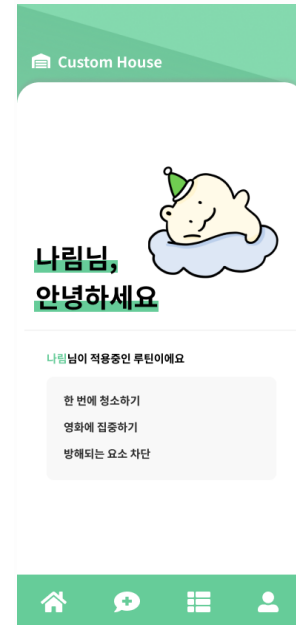 Custom House
나림님,
안녕하세요
나림님이 적용중인 루틴이에요
한 번에 청소하기
영화에 집중하기
방해되는 요소 차단